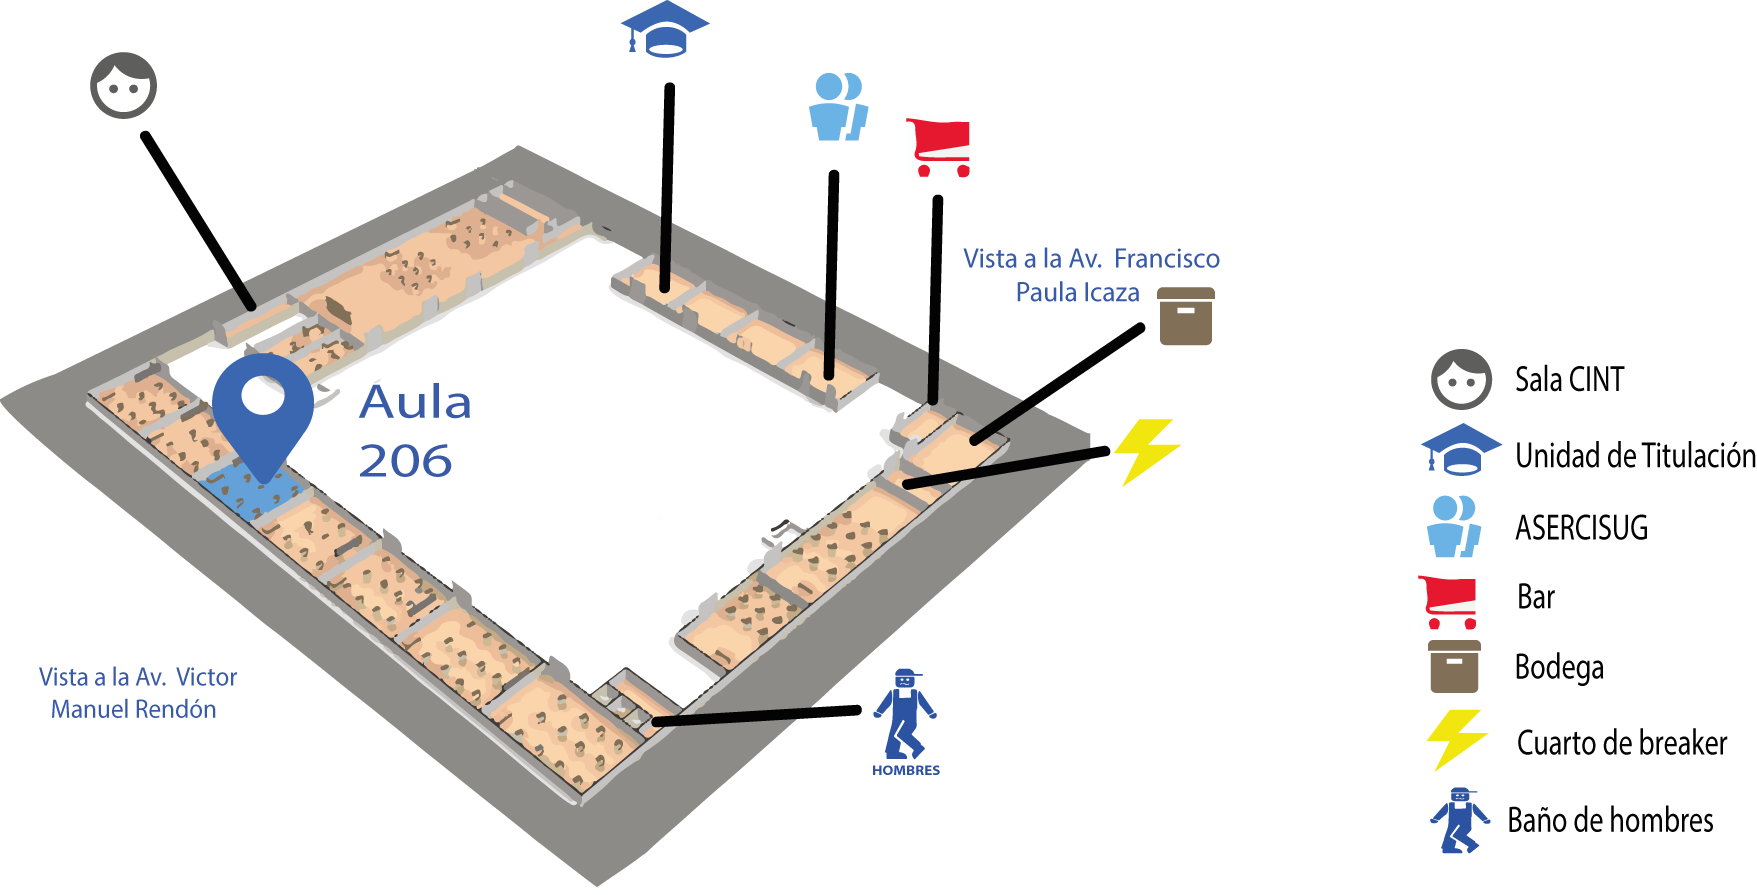 Vista a la Av. Francisco
Paula Icaza
Aula
206
Vista a la Av. Victor
Manuel Rendón
HOMBRES
Sala CINT
Unidad de Titulación
ASERCISUG
Bar
Bodega
Cuarto de breaker
Baño de hombres